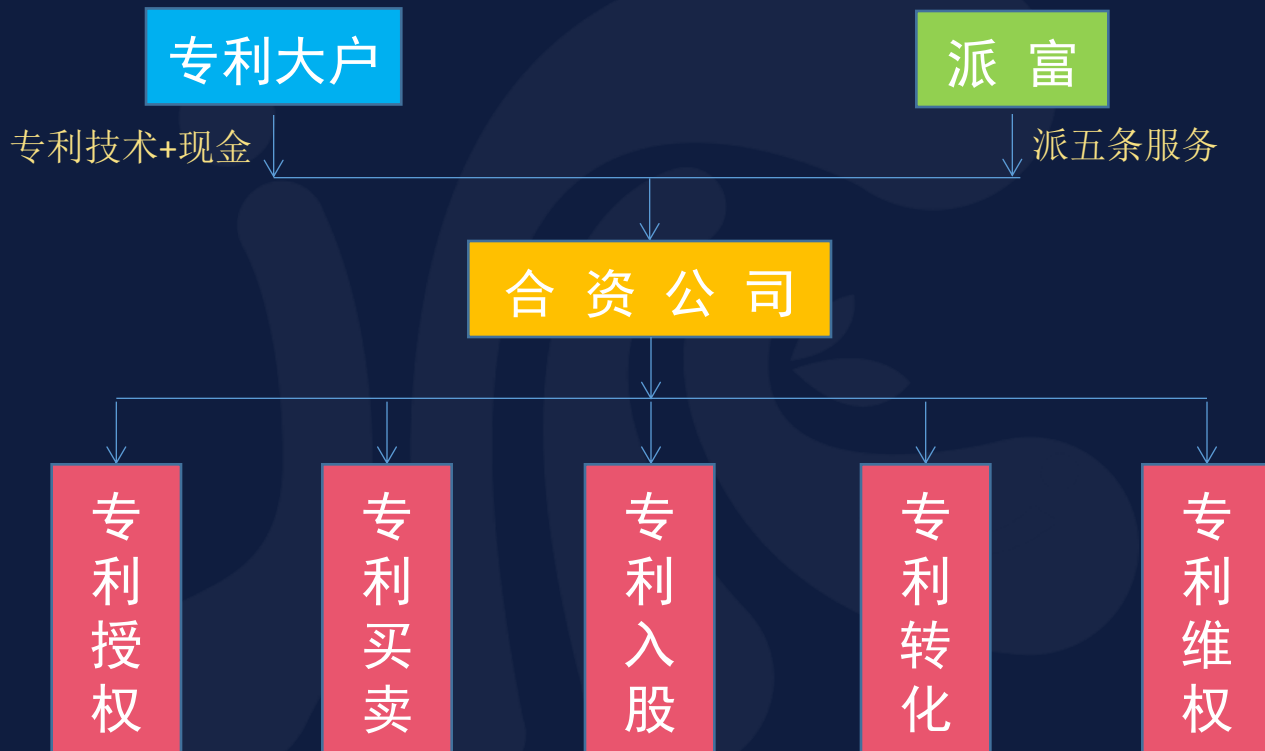 专利大户
派 富
专利技术+现金
派五条服务
合 资 公 司
专利授权
专利买卖
专利入股
专利转化
专利维权